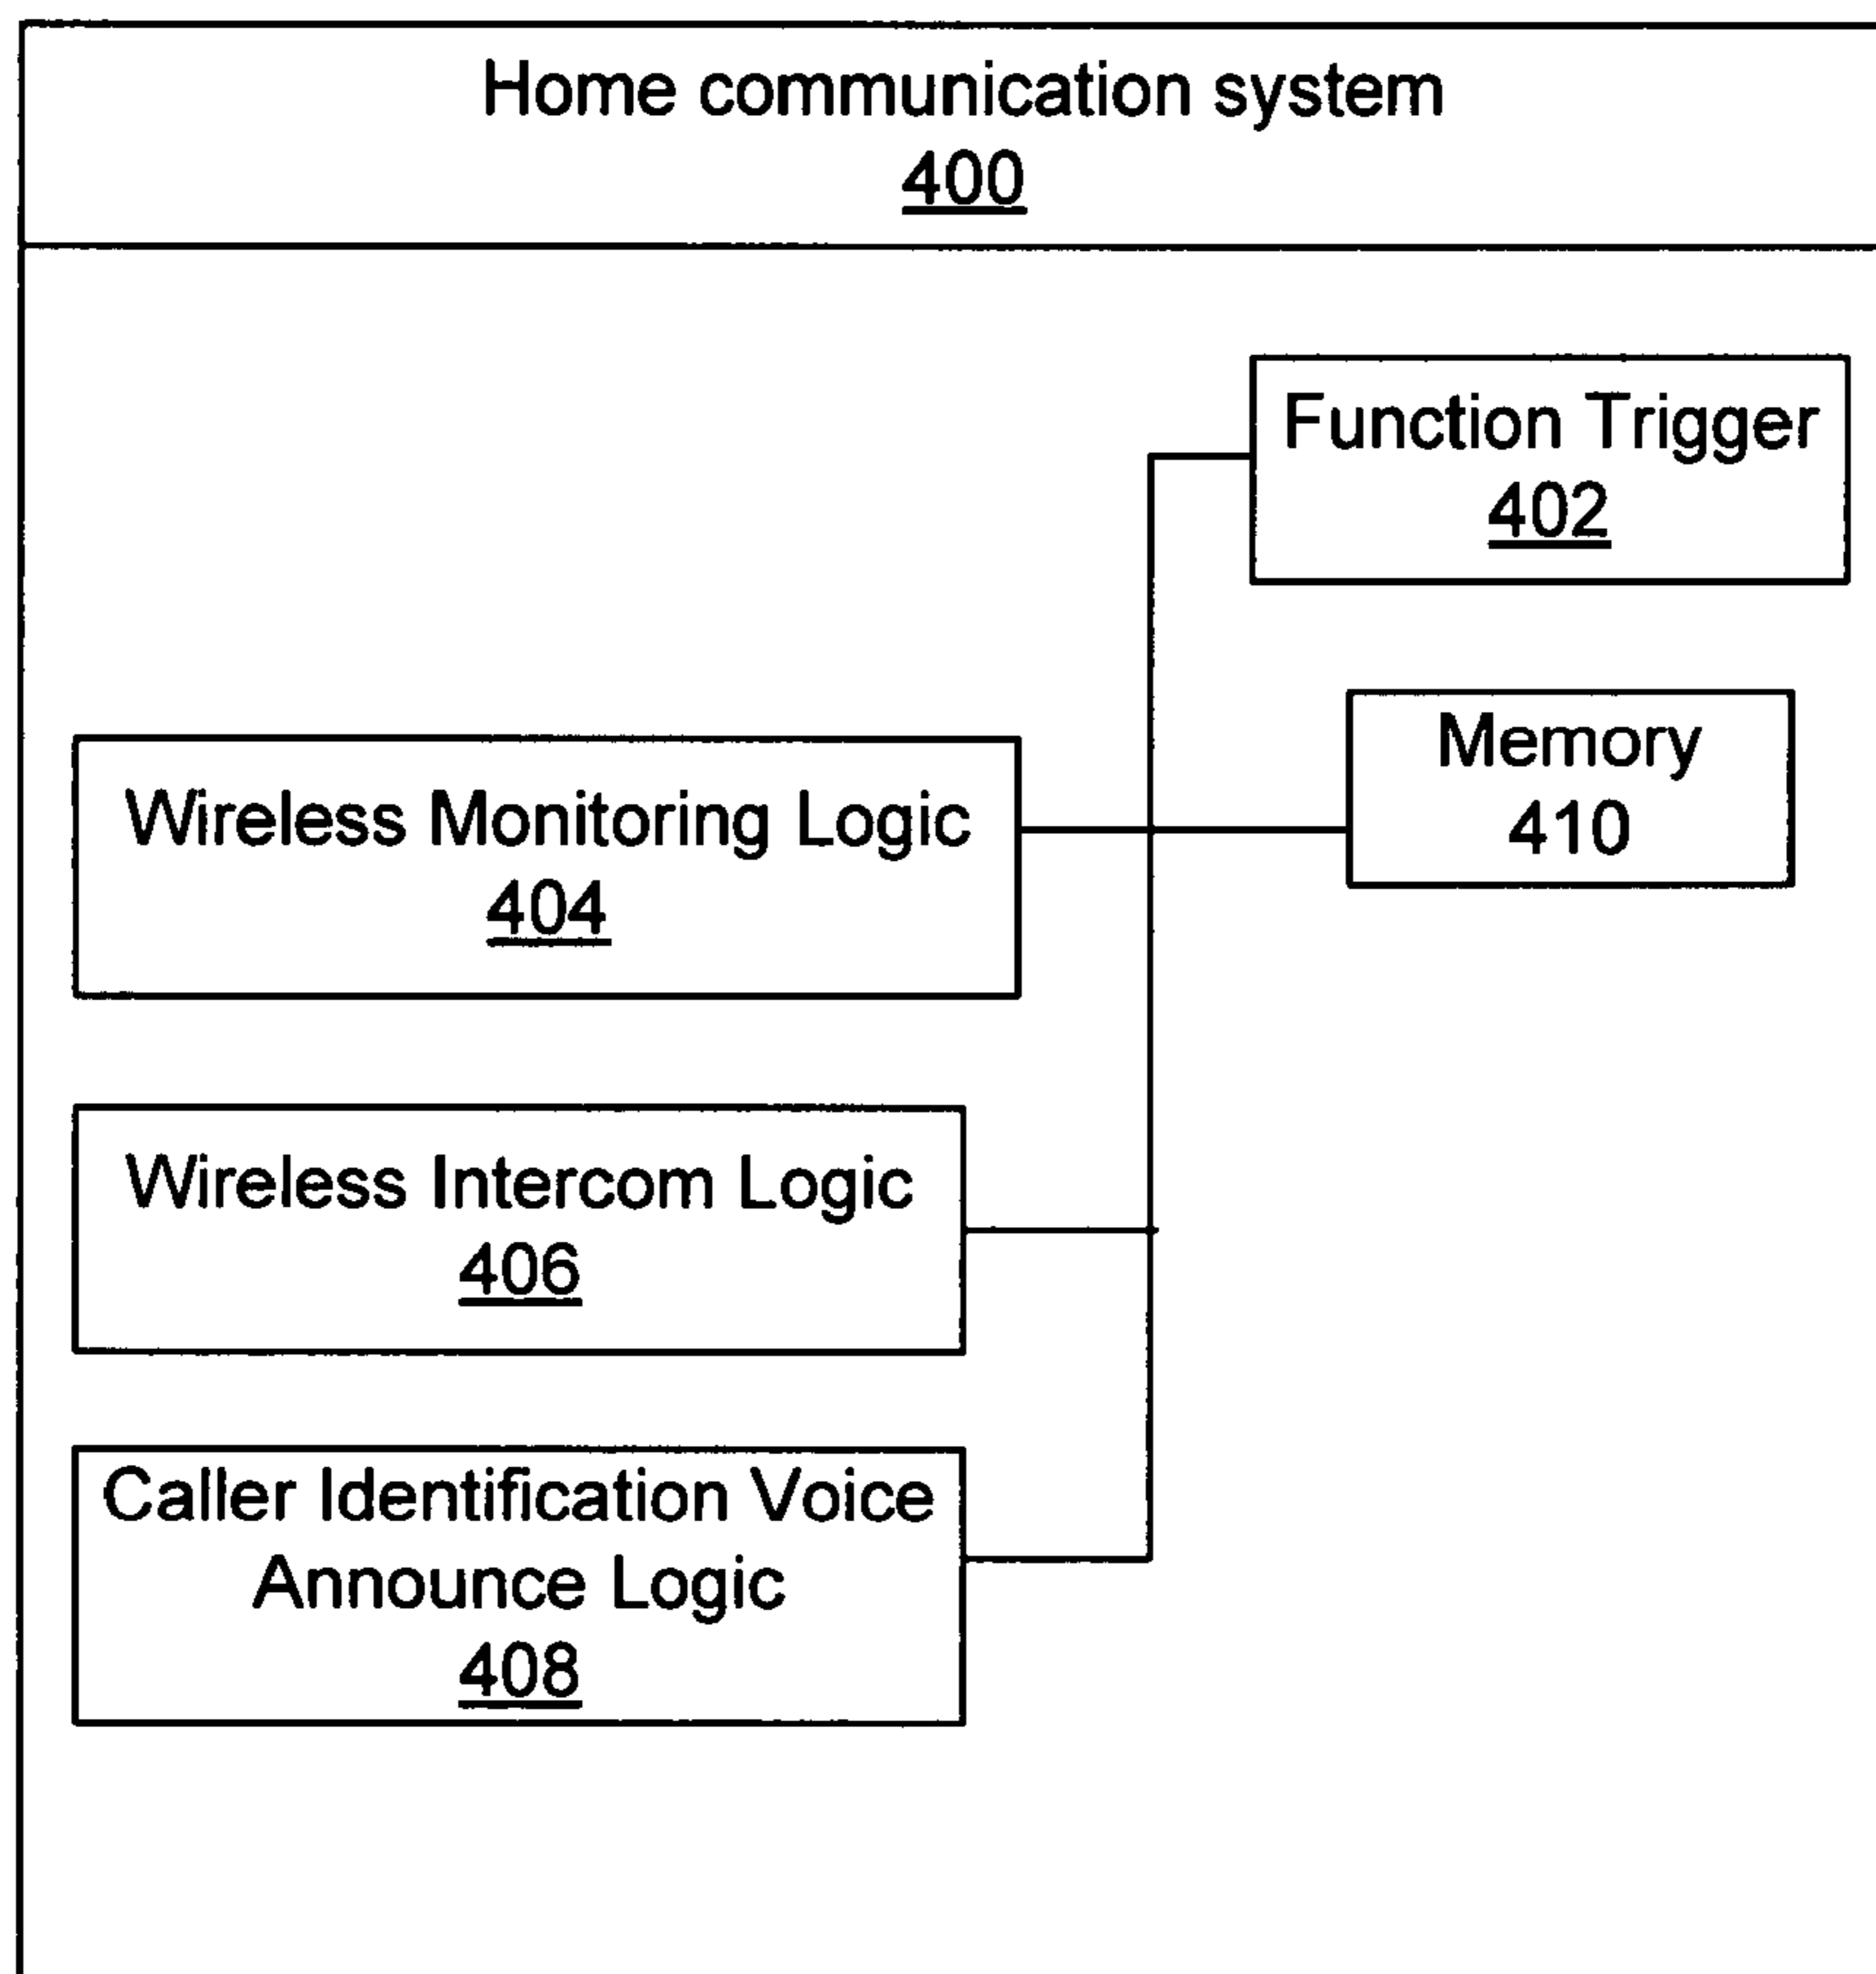 Home communication system
400
Function Trigger
402
Memory
410
Wireless Monitoring Logic
404
Wireless Intercom Logic
406
Caller Identification Voice
Announce Logic
408